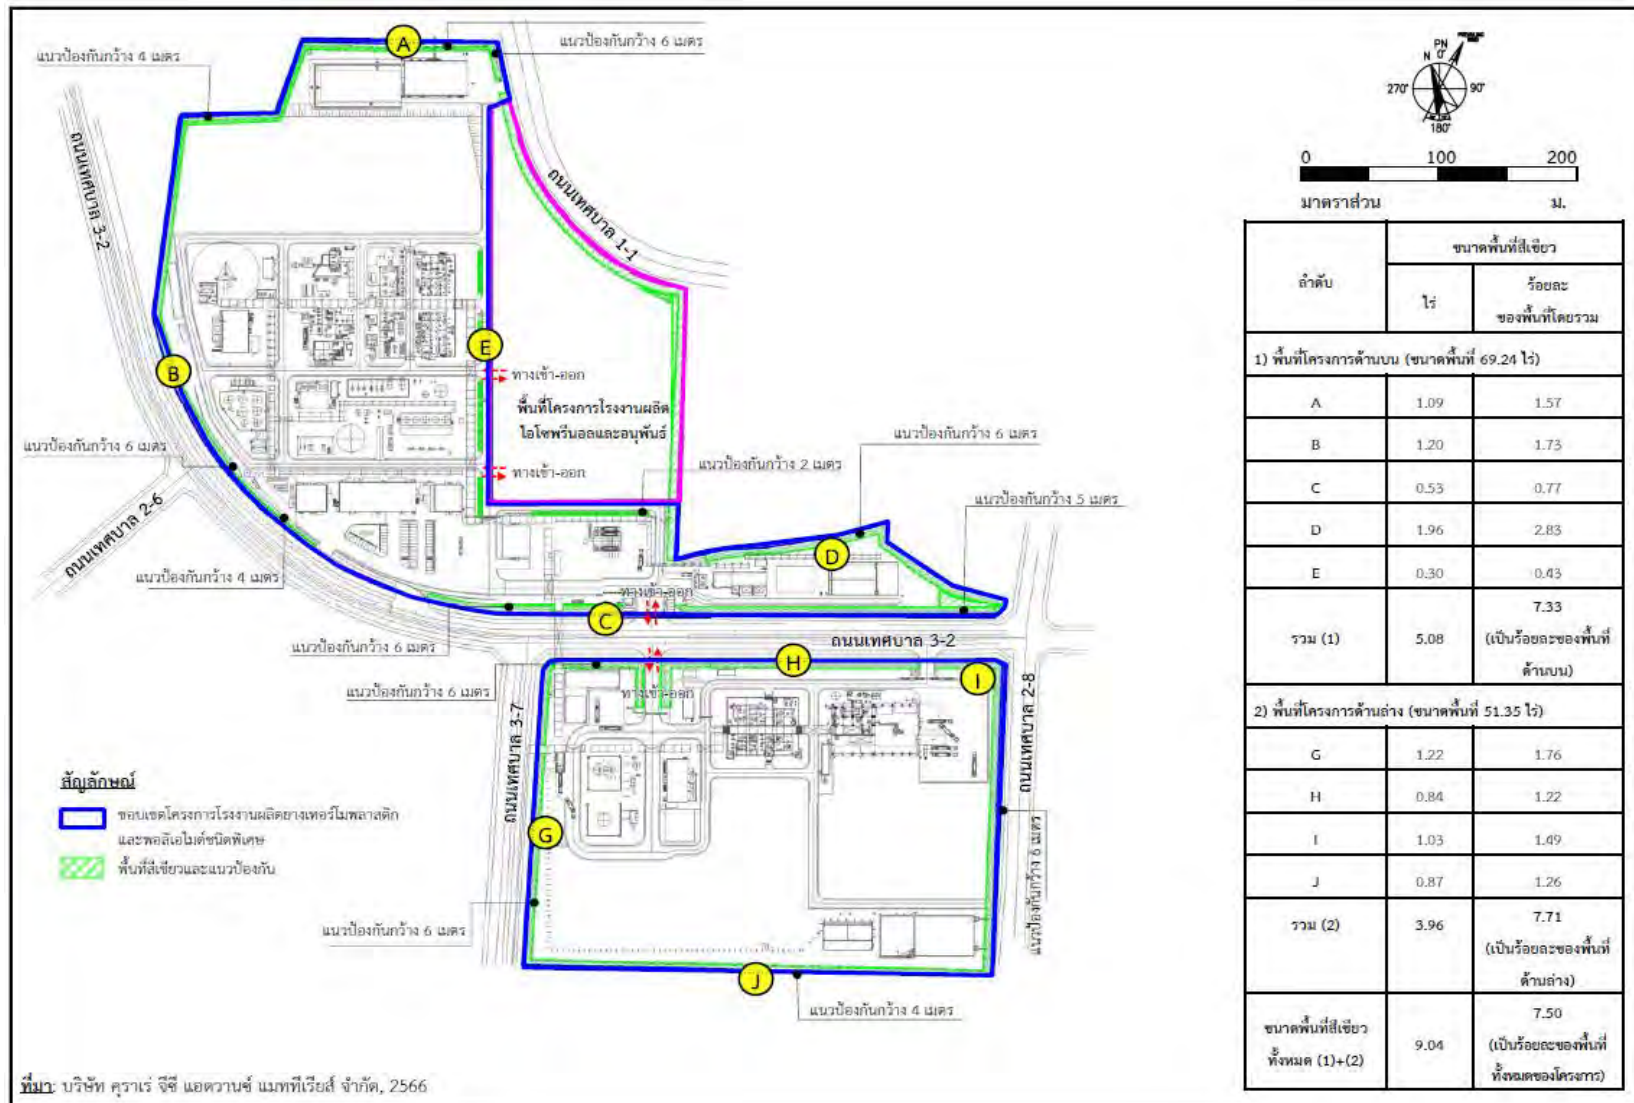 แนวป้องกันกว้าง 4 เมตร
A
แนวป้องกันกว้าง 6 เมตร
ถนนเทศบาล 3-2
ถนนเทศบาล 1-1
B
E
ทางเข้า-ออก
พื้นที่โครงการโรงงานผลิต
ไอโซพรีนอลและอนุพันธ์
ทางเข้า-ออก
แนวป้องกันกว้าง 6 เมตร
แนวป้องกันกว้าง 6 เมตร
แนวป้องกันกว้าง 2 เมตร
แนวป้องกันกว้าง 5 เมตร
ถนนเทศบาล 2-6
D
แนวป้องกันกว้าง 4 เมตร
ทางเข้า-ออก
C
ถนนเทศบาล 3-2
แนวป้องกันกว้าง 6 เมตร
H
I
แนวป้องกันกว้าง 6 เมตร
ทางเข้า-ออก
ถนนเทศบาล 3-7
ถนนเทศบาล 2-8
G
แนวป้องกันกว้าง 6 เมตร
แนวป้องกันกว้าง 6 เมตร
J
แนวป้องกันกว้าง 4 เมตร
สัญลักษณ์
ขอบเขตโครงการโรงงานผลิตยางเทอร์โมพลาสติก
และพอลิเอไมด์ชนิดพิเศษ
พื้นที่สีเขียวและแนวป้องกัน
ที่มา: บริษัท คุราเร่ จีซี แอดวานซ์ แมททีเรียส์ จำกัด, 2566
PN
N 0°
270° 90°
180°
0 100 200
มาตราส่วน ม.
ลำดับ ขนาดพื้นที่สีเขียว
ไร่ ร้อยละ
ของพื้นที่โดยรวม
1) พื้นที่โครงการด้านบน (ขนาดพื้นที่ 69.24 ไร่)
A 1.09 1.57
B 1.20 1.73
C 0.53 0.77
D 1.96 2.83
E 0.30 0.43
รวม (1) 5.08 7.33
(เป็นร้อยละของพื้นที่
ด้านบน)
2) พื้นที่โครงการด้านล่าง (ขนาดพื้นที่ 51.35 ไร่)
G 1.22 1.76
H 0.84 1.22
I 1.03 1.49
J 0.87 1.26
รวม (2) 3.96 7.71
(เป็นร้อยละของพื้นที่
ด้านล่าง)
ขนาดพื้นที่สีเขียว
ทั้งหมด (1)+(2) 9.04 7.50
(เป็นร้อยละของพื้นที่
ทั้งหมดของโครงการ)